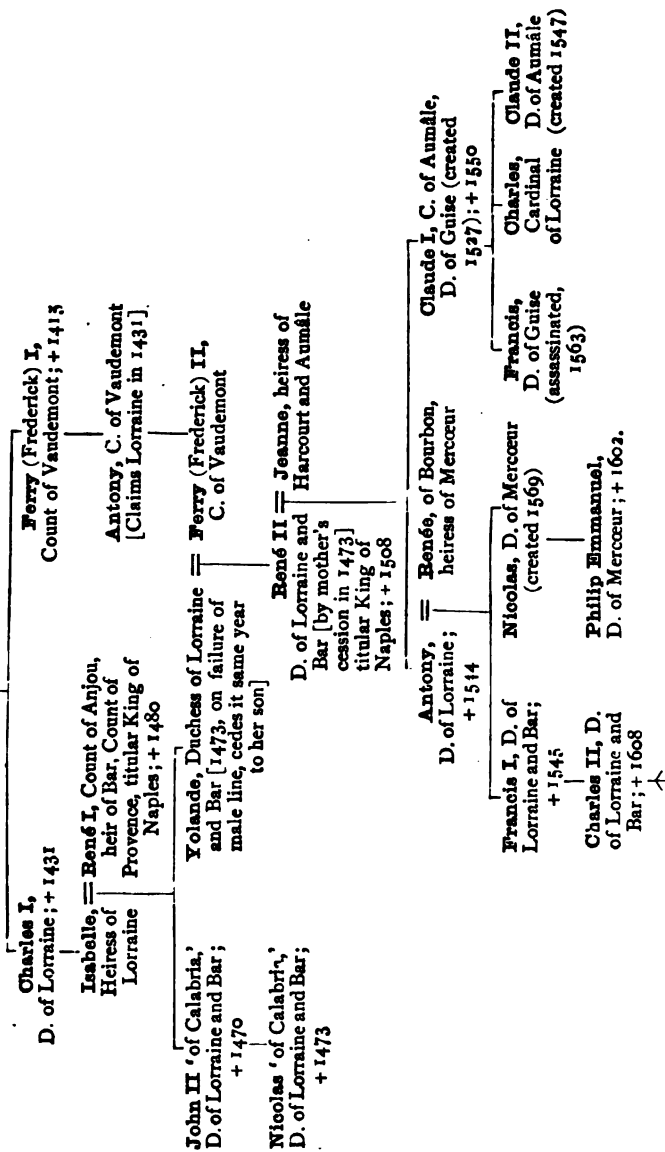 Charles I,
D. of Lorraine; + 1431
Ferry (Frederick) I,
Count of Vaudemont; + 1415
Isabelle, = René I, Count of Anjou,
Heiress of
Lorraine
heir of Bar, Count of
Provence, titular King of
Naples; + 1480
Antony, C. of Vaudemont
[Claims Lorraine in 1431].
John II 'of Calabria,'
D. of Lorraine and Bar;
+ 1470
Yolande, Duchess of Lorraine
and Bar [1473, on failure of
male line, cedes it same year
to her son]
= Ferry (Frederick) II,
C. of Vaudemont
Nicolas 'of Calabria,'
D. of Lorraine and Bar;
+ 1473
René II
D. of Lorraine and
Bar [by mother's
cession in 1473]
titular King of
Naples; + 1508
= Jeanne, heiress of
Harcourt and Aumâle
Antony,
D. of Lorraine;
+ 1544
= Renée, of Bourbon,
heiress of Mercœur
Claude I, C. of Aumâle,
D. of Guise (created
1527); + 1550
Francis I, D. of
Lorraine and Bar;
+ 1545
Nicolas, D. of Mercœur
(created 1569)
Francis,
D. of Guise
(assassinated,
1563)
Charles,
Cardinal
of Lorraine
Claude II,
D. of Aumâle
(created 1547)
Charles II, D.
of Lorraine and
Bar; + 1608
Philip Emmanuel,
D. of Mercœur; + 1602.